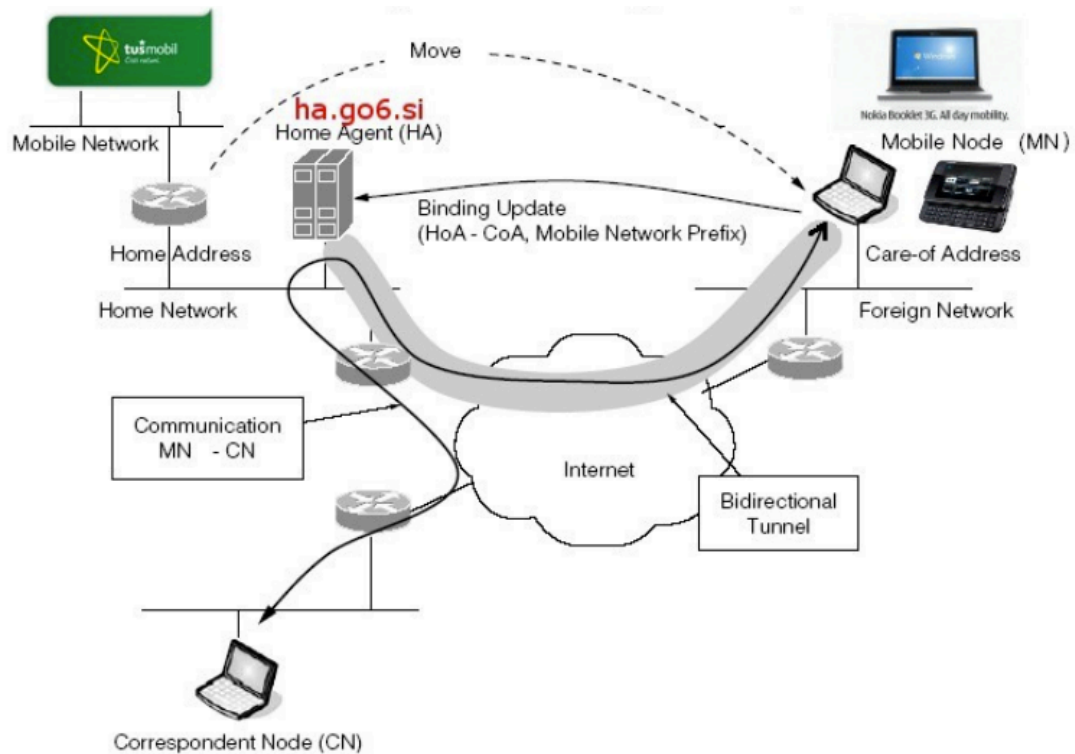 tušmobil
Move
ha.go6.si
Home Agent (HA)
Nokia Booklet 3G. All day mobility.
Mobile Network
Mobile Node (MN)
Binding Update
(HoA - CoA, Mobile Network Prefix)
Home Address
Care-of Address
Home Network
Foreign Network
Communication
MN - CN
Internet
Bidirectional
Tunnel
Correspondent Node (CN)